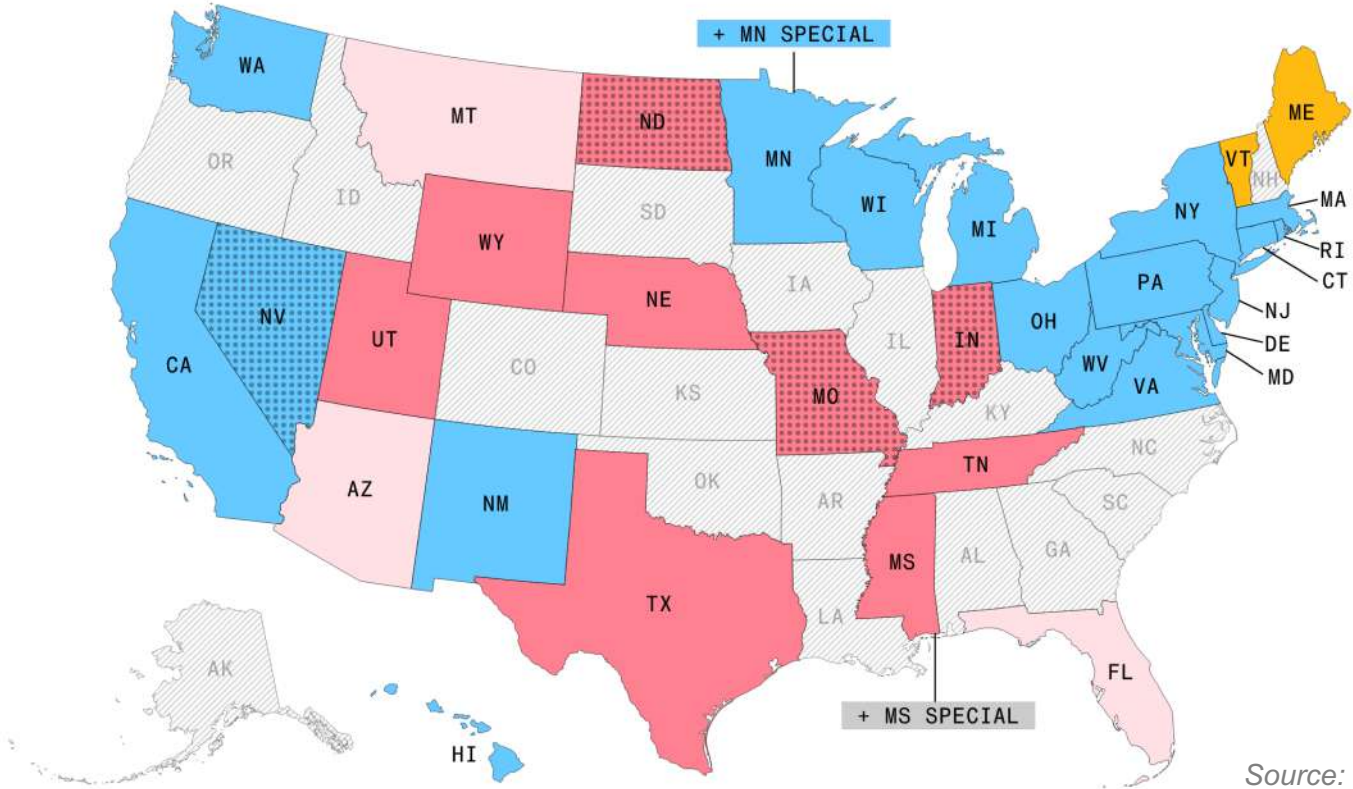 + MN SPECIAL
WA
MT
ND
MN
ME
VT
NH
OR
ID
SD
WI
MI
NY
MA
RI
CT
WY
IA
PA
NJ
NE
NV
UT
CO
IL
IN
OH
DE
MD
WV
VA
CA
KS
MO
KY
NC
TN
AZ
NM
OK
AR
SC
MS
AL
GA
TX
LA
AK
FL
+ MS SPECIAL
HI
Source: